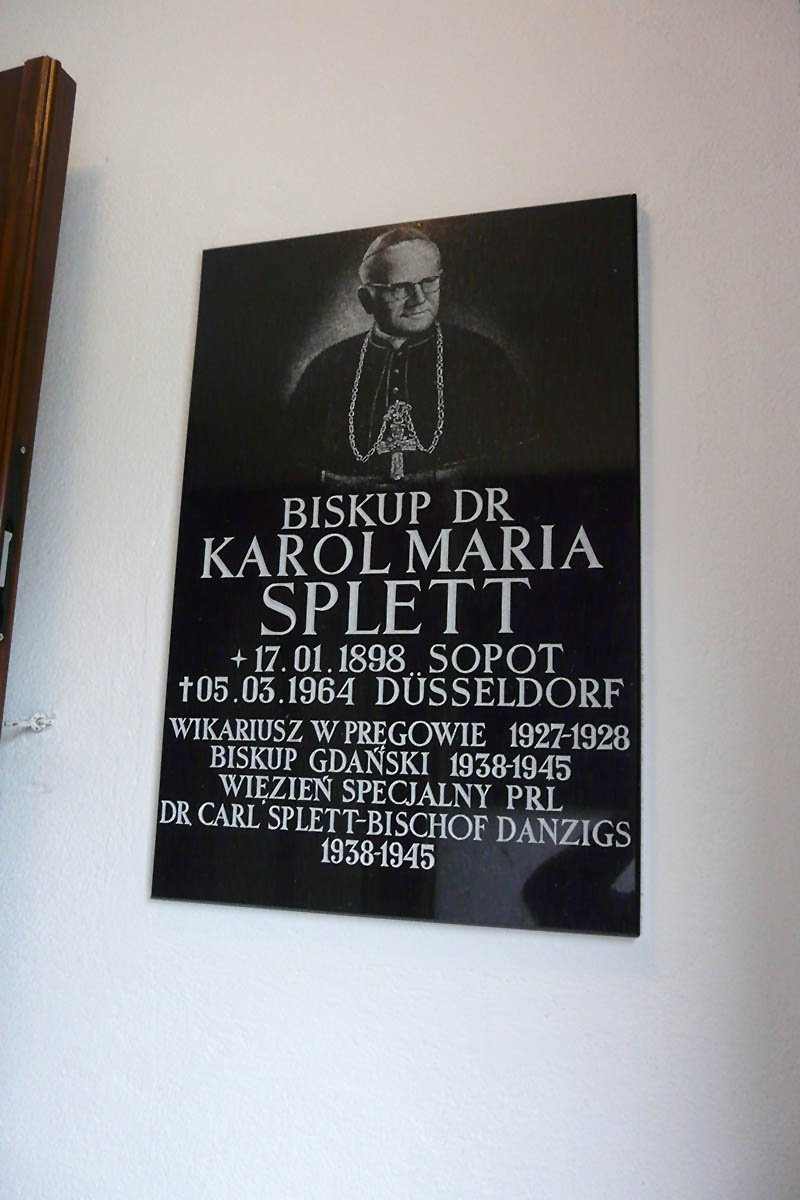 BISKUP DR
KAROL MARIA
SPLETT
+17.01.1898 SOPOT
†05.03.1964 DÜSSELDORF
WIKARIUSZ W PRĘGOWIE 1927-1928
BISKUP GDAŃSKI 1938-1945
WIĘZIEŃ SPECJALNY PRL
DR CARL SPLETT-BISCHOF DANZIGS
1938-1945